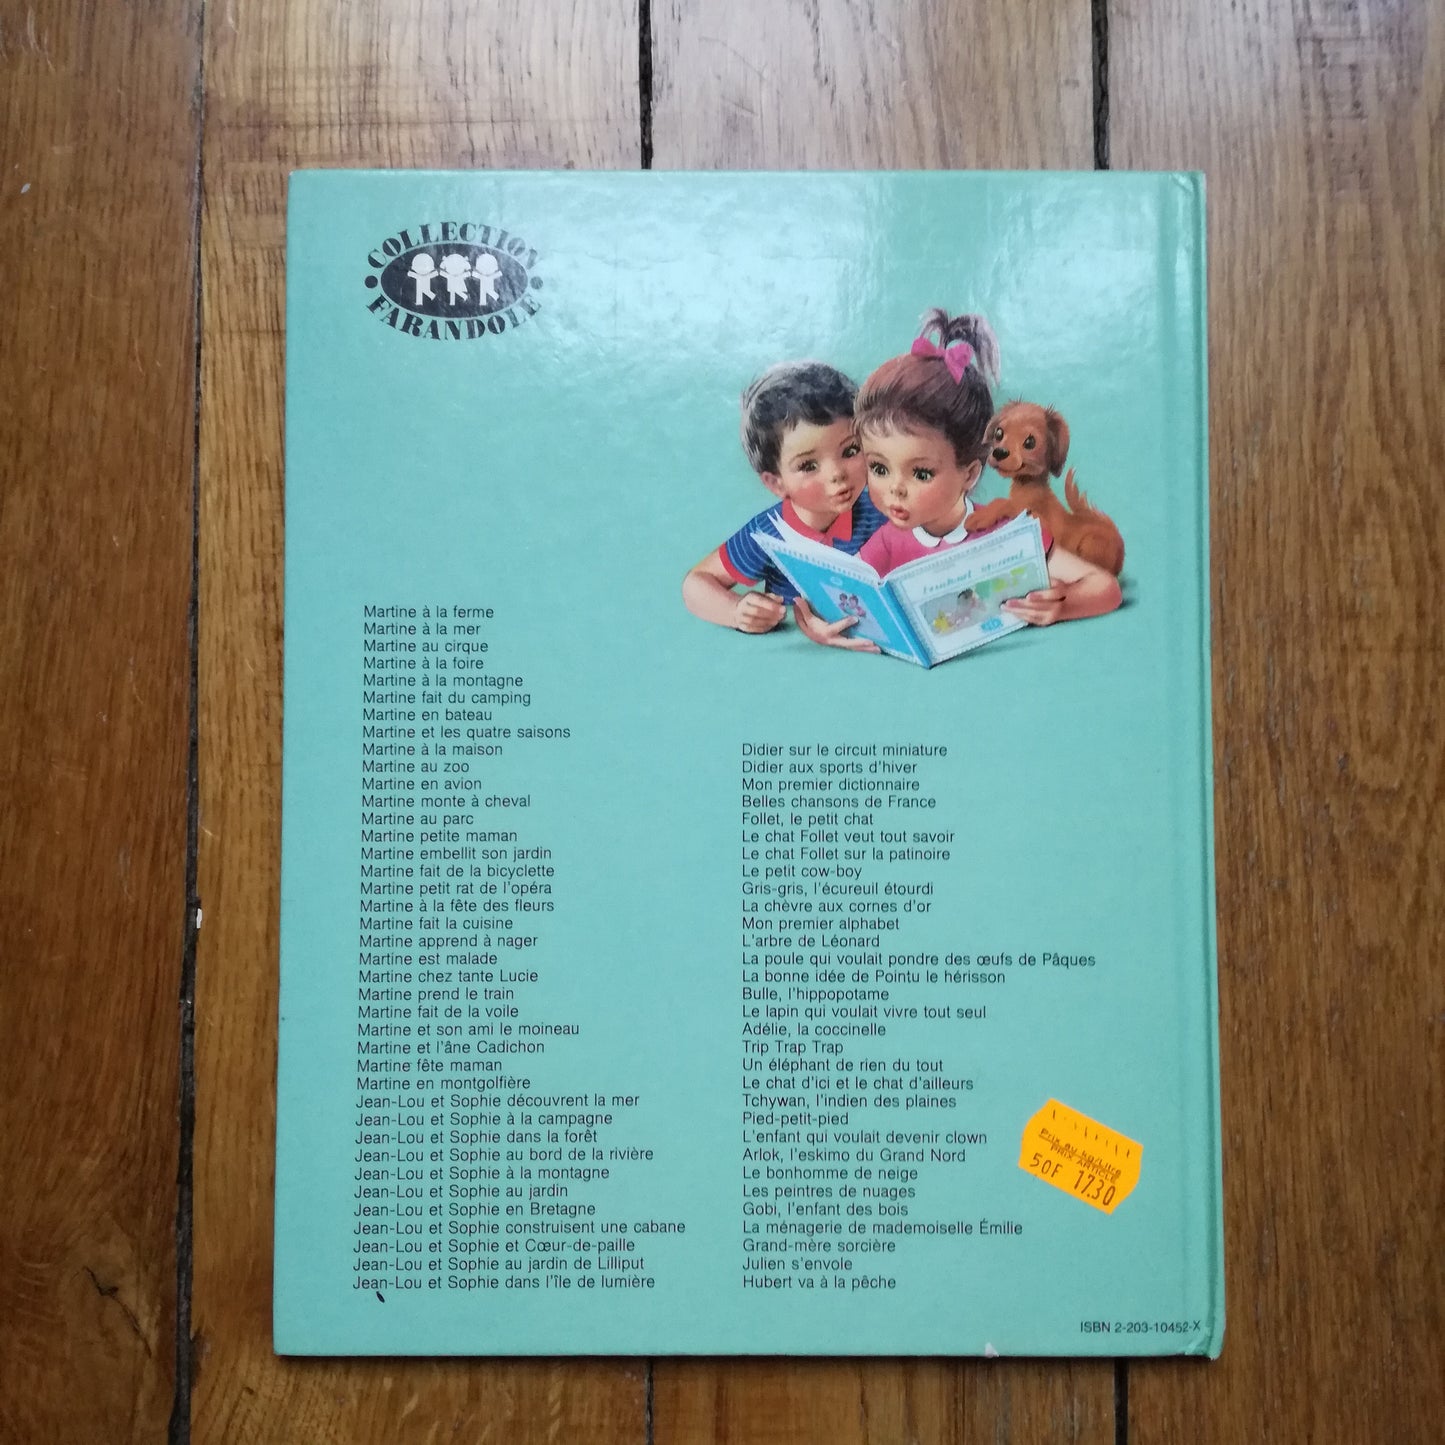 COLLECTION
FARANDOLE
Martine à la ferme
Martine à la mer
Martine au cirque
Martine à la foire
Martine à la montagne
Martine fait du camping
Martine en bateau
Martine et les quatre saisons
Martine à la maison
Martine au zoo
Martine en avion
Martine monte à cheval
Martine au parc
Martine petite maman
Martine embellit son jardin
Martine fait de la bicyclette
Martine petit rat de l'opéra
Martine à la fête des fleurs
Martine fait la cuisine
Martine apprend à nager
Martine est malade
Martine chez tante Lucie
Martine prend le train
Martine fait de la voile
Martine et son ami le moineau
Martine et l'âne Cadichon
Martine fête maman
Martine en montgolfière
Jean-Lou et Sophie découvrent la mer
Jean-Lou et Sophie à la campagne
Jean-Lou et Sophie dans la forêt
Jean-Lou et Sophie au bord de la rivière
Jean-Lou et Sophie à la montagne
Jean-Lou et Sophie au jardin
Jean-Lou et Sophie en Bretagne
Jean-Lou et Sophie construisent une cabane
Jean-Lou et Sophie et Cœur-de-paille
Jean-Lou et Sophie au jardin de Lilliput
Jean-Lou et Sophie dans l'île de lumière
Didier sur le circuit miniature
Didier aux sports d'hiver
Mon premier dictionnaire
Belles chansons de France
Follet, le petit chat
Le chat Follet veut tout savoir
Le chat Follet sur la patinoire
Le petit cow-boy
Gris-gris, l'écureuil étourdi
La chèvre aux cornes d'or
Mon premier alphabet
L'arbre de Léonard
La poule qui voulait pondre des œufs de Pâques
La bonne idée de Pointu le hérisson
Bulle, l'hippopotame
Le lapin qui voulait vivre tout seul
Adélie, la coccinelle
Trip Trap Trap
Un éléphant de rien du tout
Le chat d'ici et le chat d'ailleurs
Tchywan, l'indien des plaines
Pied-petit-pied
L'enfant qui voulait devenir clown
Arlok, l'eskimo du Grand Nord
Le bonhomme de neige
Les peintres de nuages
Gobi, l'enfant des bois
La ménagerie de mademoiselle Émilie
Grand-mère sorcière
Julien s'envole
Hubert va à la pêche
Prix au kg/Litre
PRIX ARTICLE
50F 17.30
ISBN 2-203-10452-X